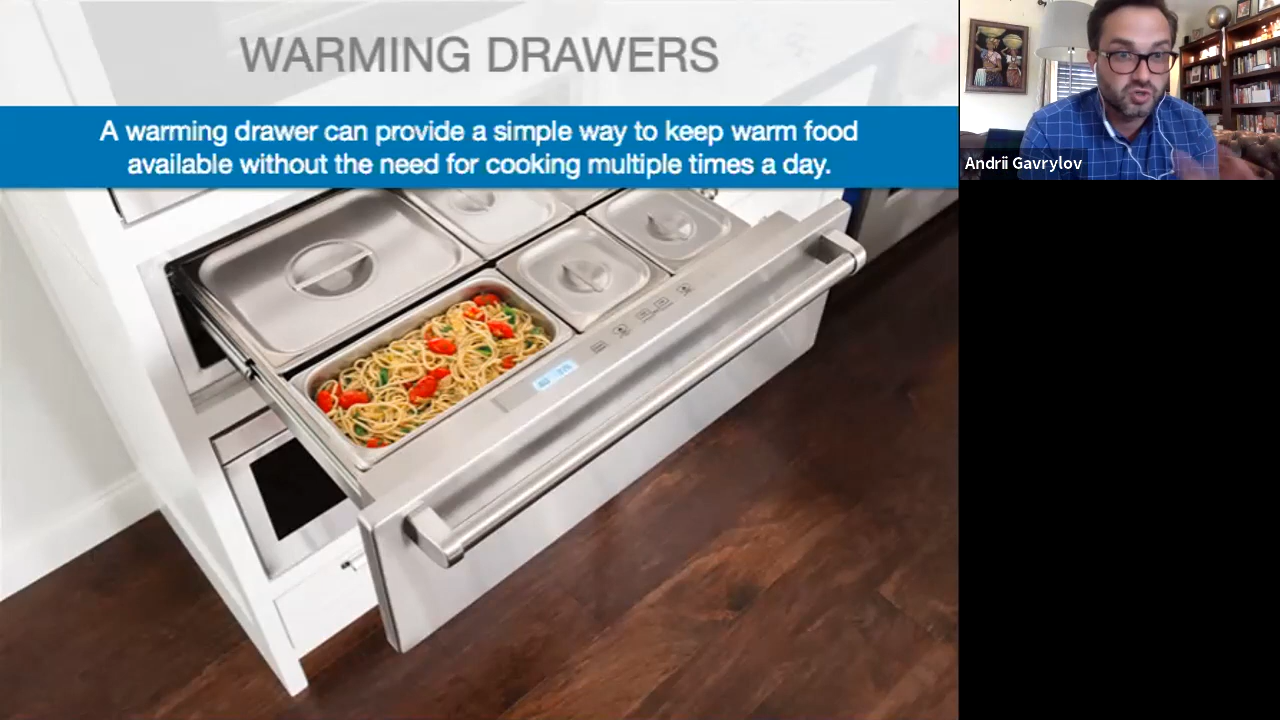 WARMING DRAWERS
A warming drawer can provide a simple way to keep warm food
available without the need for cooking multiple times a day.
Andrii Gavrylov